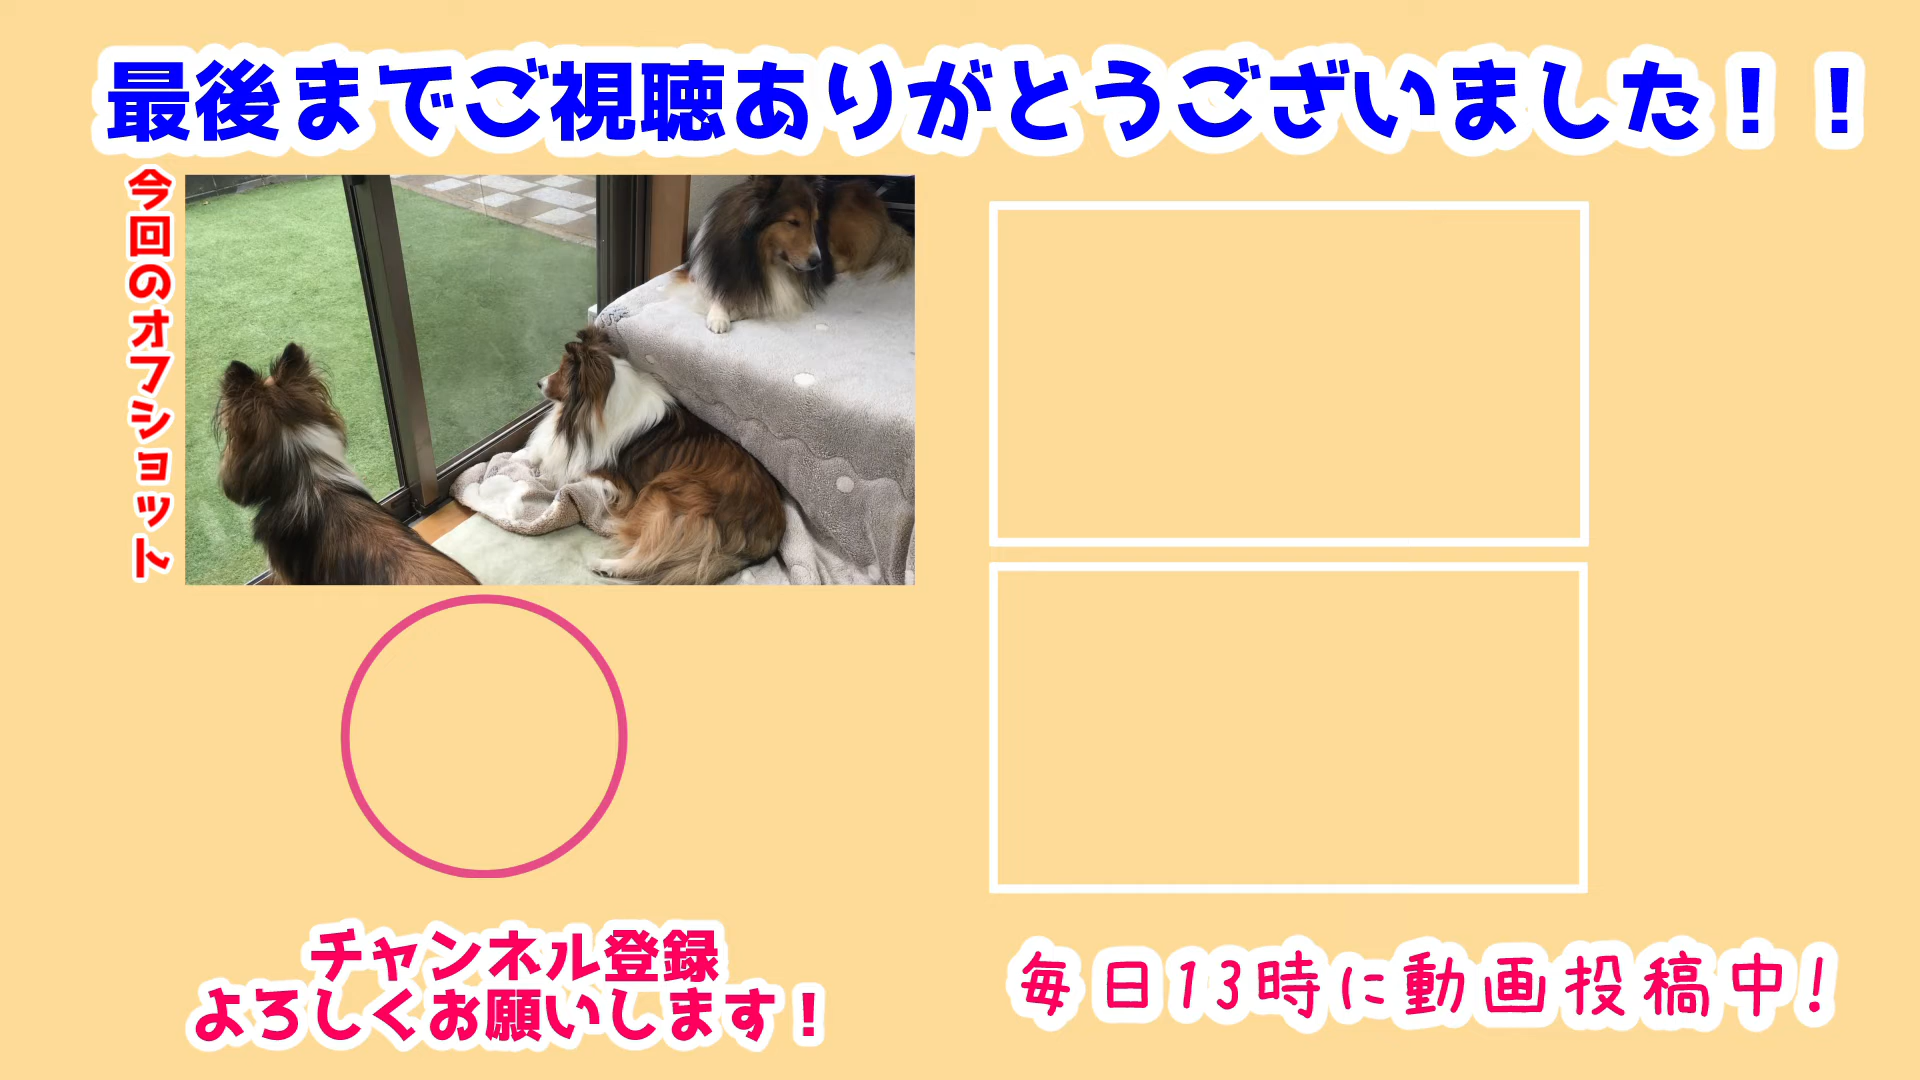 最後までご視聴ありがとうございました！！
今回のオフショット
チャンネル登録
よろしくお願いします！
毎日13時に動画投稿中！